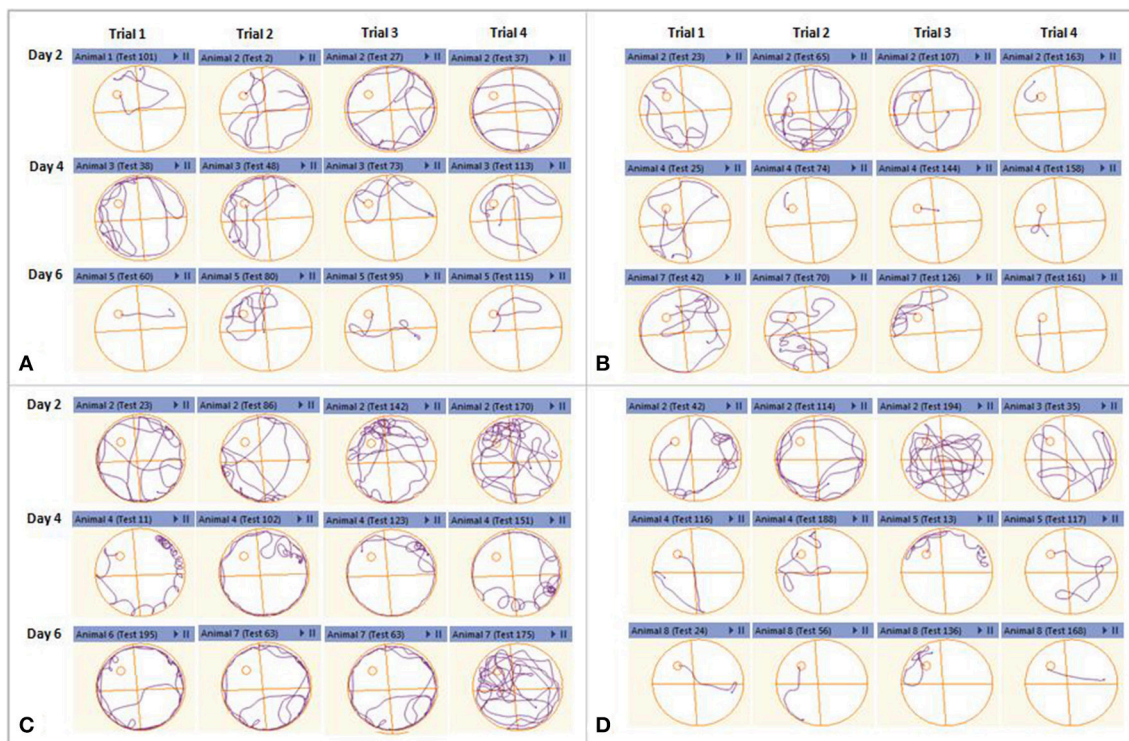 Trial 1 Trial 2 Trial 3 Trial 4
Day 2 Animal 1 (Test 101) Animal 2 (Test 2) Animal 2 (Test 27) Animal 2 (Test 37)
Day 4 Animal 3 (Test 38) Animal 3 (Test 48) Animal 3 (Test 73) Animal 3 (Test 113)
Day 6 Animal 5 (Test 60) Animal 5 (Test 80) Animal 5 (Test 95) Animal 5 (Test 115)
A
Trial 1 Trial 2 Trial 3 Trial 4
Animal 2 (Test 23) Animal 2 (Test 65) Animal 2 (Test 107) Animal 2 (Test 163)
Animal 4 (Test 25) Animal 4 (Test 74) Animal 4 (Test 144) Animal 4 (Test 158)
Animal 7 (Test 42) Animal 7 (Test 70) Animal 7 (Test 126) Animal 7 (Test 161)
B
Day 2 Animal 2 (Test 23) Animal 2 (Test 86) Animal 2 (Test 142) Animal 2 (Test 170)
Day 4 Animal 4 (Test 11) Animal 4 (Test 102) Animal 4 (Test 123) Animal 4 (Test 151)
Day 6 Animal 6 (Test 195) Animal 7 (Test 63) Animal 7 (Test 63) Animal 7 (Test 175)
C
Animal 2 (Test 42) Animal 2 (Test 114) Animal 2 (Test 194) Animal 3 (Test 35)
Animal 4 (Test 116) Animal 4 (Test 188) Animal 5 (Test 13) Animal 5 (Test 117)
Animal 8 (Test 24) Animal 8 (Test 56) Animal 8 (Test 136) Animal 8 (Test 168)
D